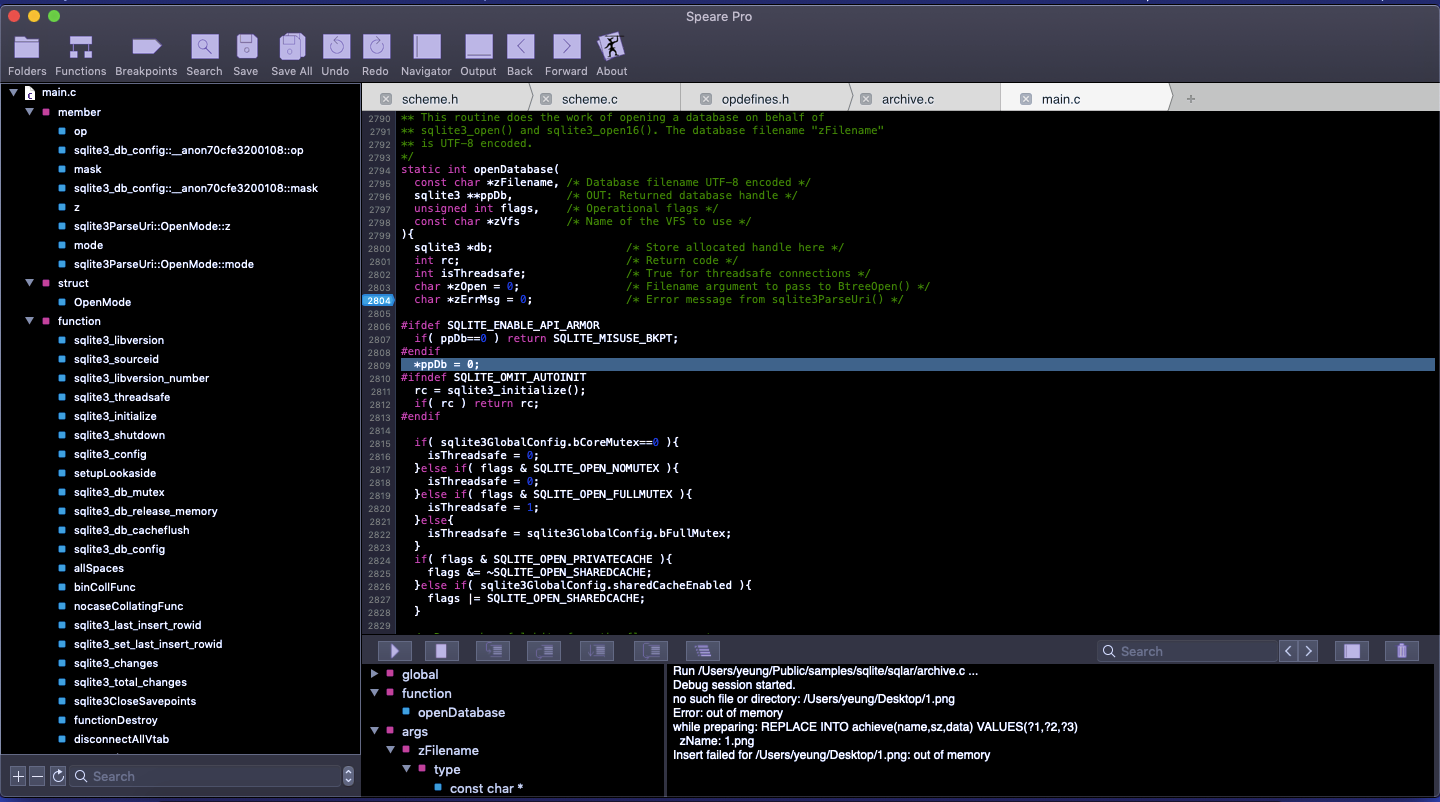 Speare Pro
Folders Functions Breakpoints Search Save Save All Undo Redo Navigator Output Back Forward About
main.c
member
op
sqlite3_db_config::__anon70cfe3200108::op
mask
sqlite3_db_config::__anon70cfe3200108::mask
z
sqlite3ParseUri::OpenMode::z
mode
sqlite3ParseUri::OpenMode::mode
struct
OpenMode
function
sqlite3_libversion
sqlite3_sourceid
sqlite3_libversion_number
sqlite3_threadsafe
sqlite3_initialize
sqlite3_shutdown
sqlite3_config
setupLookaside
sqlite3_db_mutex
sqlite3_db_release_memory
sqlite3_db_cacheflush
sqlite3_db_config
allSpaces
binCollFunc
nocaseCollatingFunc
sqlite3_last_insert_rowid
sqlite3_set_last_insert_rowid
sqlite3_changes
sqlite3_total_changes
sqlite3CloseSavepoints
functionDestroy
disconnectAllVtab
Search
scheme.h scheme.c opdefines.h archive.c main.c
2790 ** This routine does the work of opening a database on behalf of
2791 ** sqlite3_open() and sqlite3_open16(). The database filename "zFilename"
2792 ** is UTF-8 encoded.
2793 */
2794 static int openDatabase(
2795 const char *zFilename, /* Database filename UTF-8 encoded */
2796 sqlite3 **ppDb, /* OUT: Returned database handle */
2797 unsigned int flags, /* Operational flags */
2798 const char *zVfs /* Name of the VFS to use */
2799 ){
2800 sqlite3 *db; /* Store allocated handle here */
2801 int rc; /* Return code */
2802 int isThreadsafe; /* True for threadsafe connections */
2803 char *zOpen = 0; /* Filename argument to pass to BtreeOpen() */
2804 char *zErrMsg = 0; /* Error message from sqlite3ParseUri() */
2805
2806 #ifdef SQLITE_ENABLE_API_ARMOR
2807 if( ppDb==0 ) return SQLITE_MISUSE_BKPT;
2808 #endif
2809 *ppDb = 0;
2810 #ifndef SQLITE_OMIT_AUTOINIT
2811 rc = sqlite3_initialize();
2812 if( rc ) return rc;
2813 #endif
2814
2815 if( sqlite3GlobalConfig.bCoreMutex==0 ){
2816 isThreadsafe = 0;
2817 }else if( flags & SQLITE_OPEN_NOMUTEX ){
2818 isThreadsafe = 0;
2819 }else if( flags & SQLITE_OPEN_FULLMUTEX ){
2820 isThreadsafe = 1;
2821 }else{
2822 isThreadsafe = sqlite3GlobalConfig.bFullMutex;
2823 }
2824 if( flags & SQLITE_OPEN_PRIVATECACHE ){
2825 flags &= ~SQLITE_OPEN_SHAREDCACHE;
2826 }else if( sqlite3GlobalConfig.sharedCacheEnabled ){
2827 flags |= SQLITE_OPEN_SHAREDCACHE;
2828 }
2829
Search
global
function
openDatabase
args
zFilename
type
const char *
Run /Users/yeung/Public/samples/sqlite/sqlar/archive.c ...
Debug session started.
no such file or directory: /Users/yeung/Desktop/1.png
Error: out of memory
while preparing: REPLACE INTO achieve(name,sz,data) VALUES(?1,?2,?3)
zName: 1.png
Insert failed for /Users/yeung/Desktop/1.png: out of memory